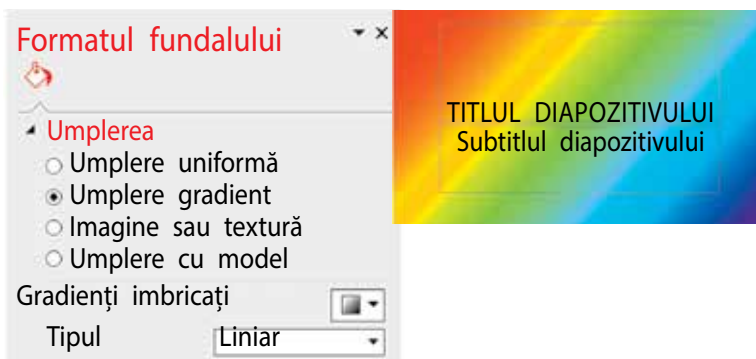 Formatul fundalului
Umplerea
Umplere uniformă
Umplere gradient
Imagine sau textură
Umplere cu model
Gradienți imbricați
Tipul Liniar
TITLUL DIAPOZITIVULUI
Subtitlul diapozitivului